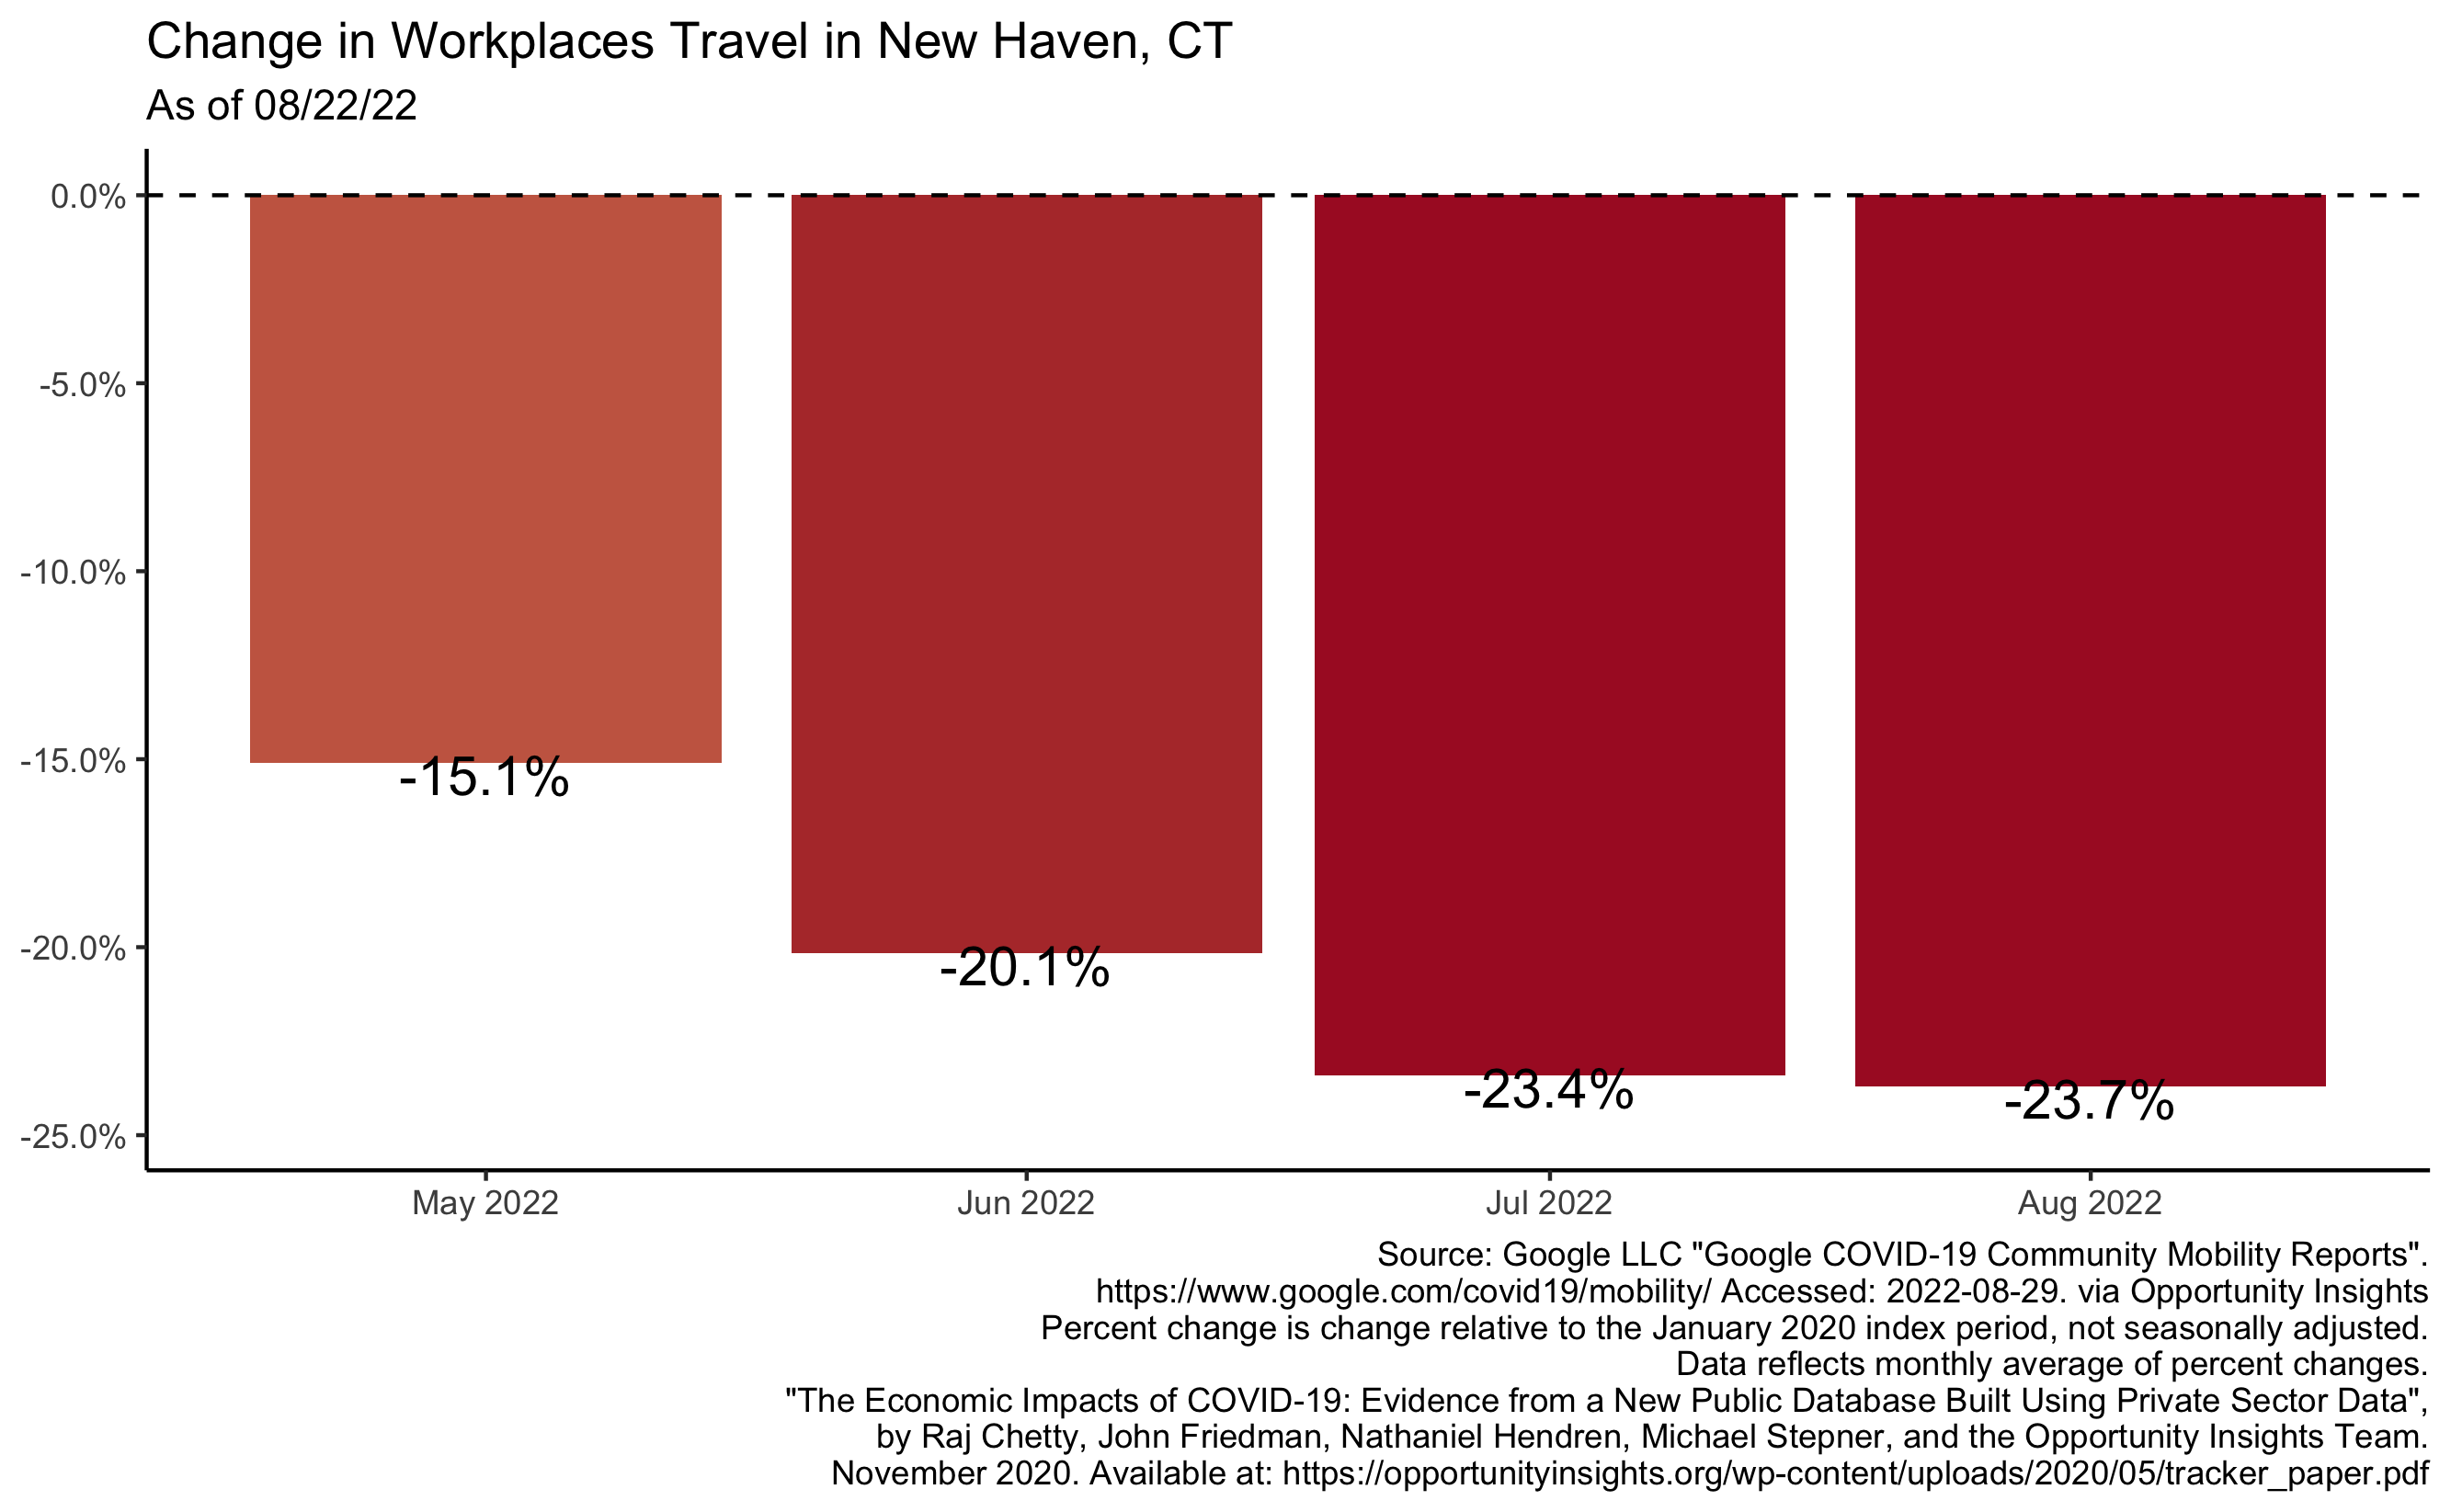 Change in Workplaces Travel in New Haven, CT
As of 08/22/22
0.0%
-5.0%
-10.0%
-15.0%
-20.0%
-25.0%
-15.1%
-20.1%
-23.4%
-23.7%
May 2022
Jun 2022
Jul 2022
Aug 2022
Source: Google LLC "Google COVID-19 Community Mobility Reports".
https://www.google.com/covid19/mobility/ Accessed: 2022-08-29. via Opportunity Insights
Percent change is change relative to the January 2020 index period, not seasonally adjusted.
Data reflects monthly average of percent changes.
"The Economic Impacts of COVID-19: Evidence from a New Public Database Built Using Private Sector Data",
by Raj Chetty, John Friedman, Nathaniel Hendren, Michael Stepner, and the Opportunity Insights Team.
November 2020. Available at: https://opportunityinsights.org/wp-content/uploads/2020/05/tracker_paper.pdf